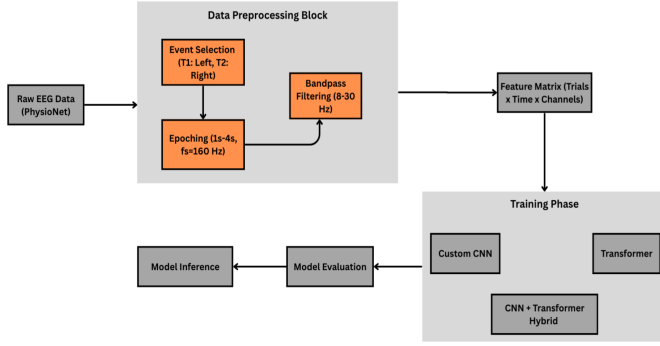 Data Preprocessing Block
Event Selection
(T1: Left, T2:
Right)
Bandpass
Filtering (8-30
Hz)
Raw EEG Data
(PhysioNet)
Epoching (1s-4s,
fs=160 Hz)
Feature Matrix (Trials
x Time x Channels)
Training Phase
Custom CNN
Transformer
CNN + Transformer
Hybrid
Model Evaluation
Model Inference